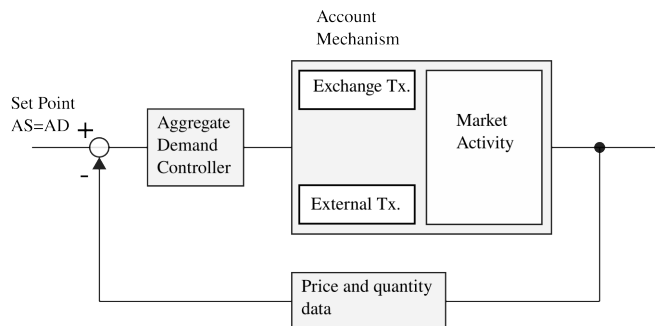 Account
Mechanism
Exchange Tx.
Set Point
AS=AD
+
-
Aggregate
Demand
Controller
Market
Activity
External Tx.
Price and quantity
data